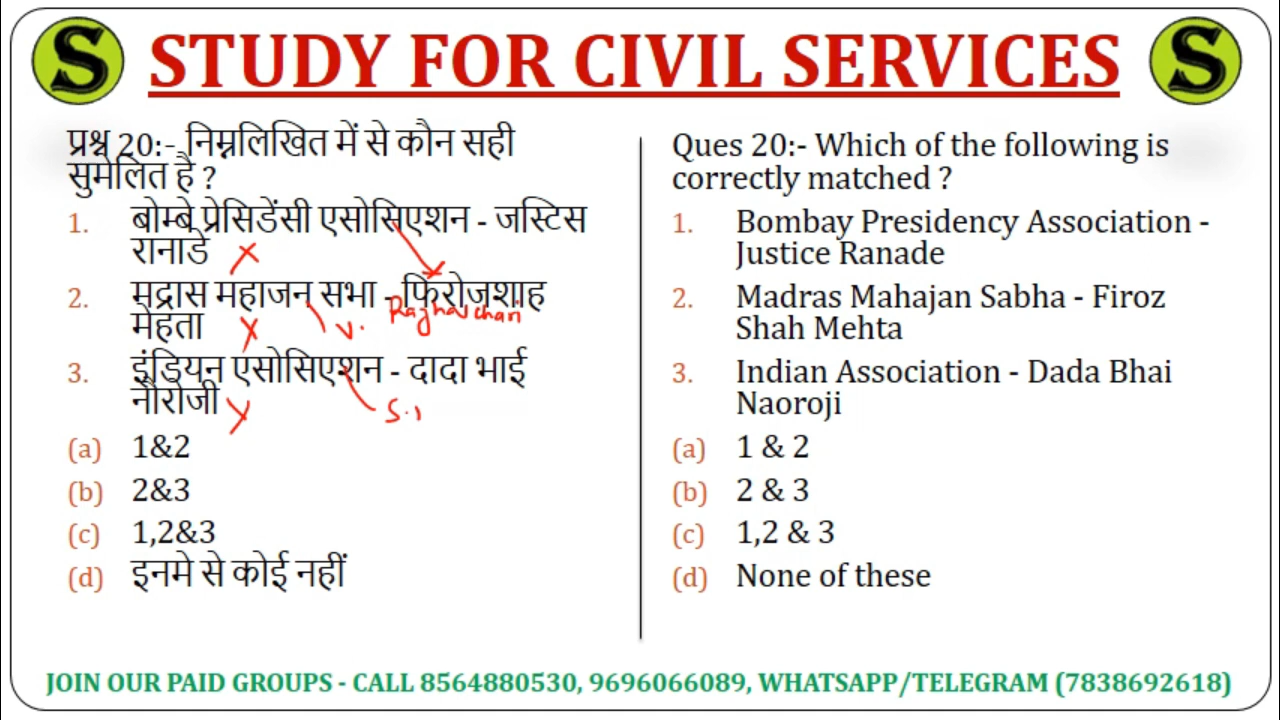 S STUDY FOR CIVIL SERVICES S
प्रश्न 20:- निम्नलिखित में से कौन सही
सुमेलित है ?
1. बोम्बे प्रेसिडेंसी एसोसिएशन - जस्टिस
रानाडे
2. मद्रास महाजन सभा - फिरोजशाह
मेहता
V. Raghavchari
3. इंडियन एसोसिएशन - दादा भाई
नौरोजी
S.
(a) 1&2
(b) 2&3
(c) 1,2&3
(d) इनमे से कोई नहीं
Ques 20:- Which of the following is
correctly matched ?
1. Bombay Presidency Association -
Justice Ranade
2. Madras Mahajan Sabha - Firoz
Shah Mehta
3. Indian Association - Dada Bhai
Naoroji
(a) 1 & 2
(b) 2 & 3
(c) 1,2 & 3
(d) None of these
JOIN OUR PAID GROUPS - CALL 8564880530, 9696066089, WHATSAPP/TELEGRAM (7838692618)